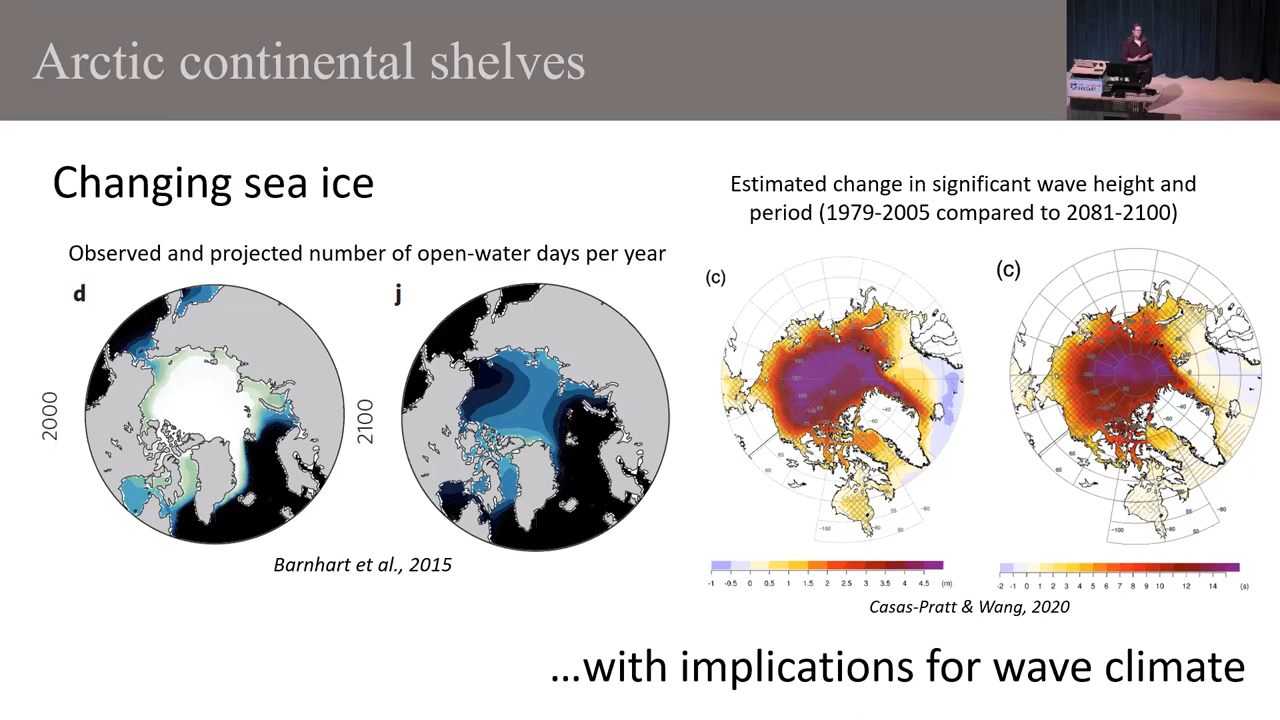 Arctic continental shelves
Changing sea ice
Observed and projected number of open-water days per year
d
j
2000
2100
Barnhart et al., 2015
Estimated change in significant wave height and
period (1979-2005 compared to 2081-2100)
(c)
(c)
-1 -0.5 0 0.5 1 1.5 2 2.5 3 3.5 4 4.5 (m)
-2 -1 0 1 2 3 4 5 6 7 8 9 10 12 14 (s)
Casas-Pratt & Wang, 2020
...with implications for wave climate